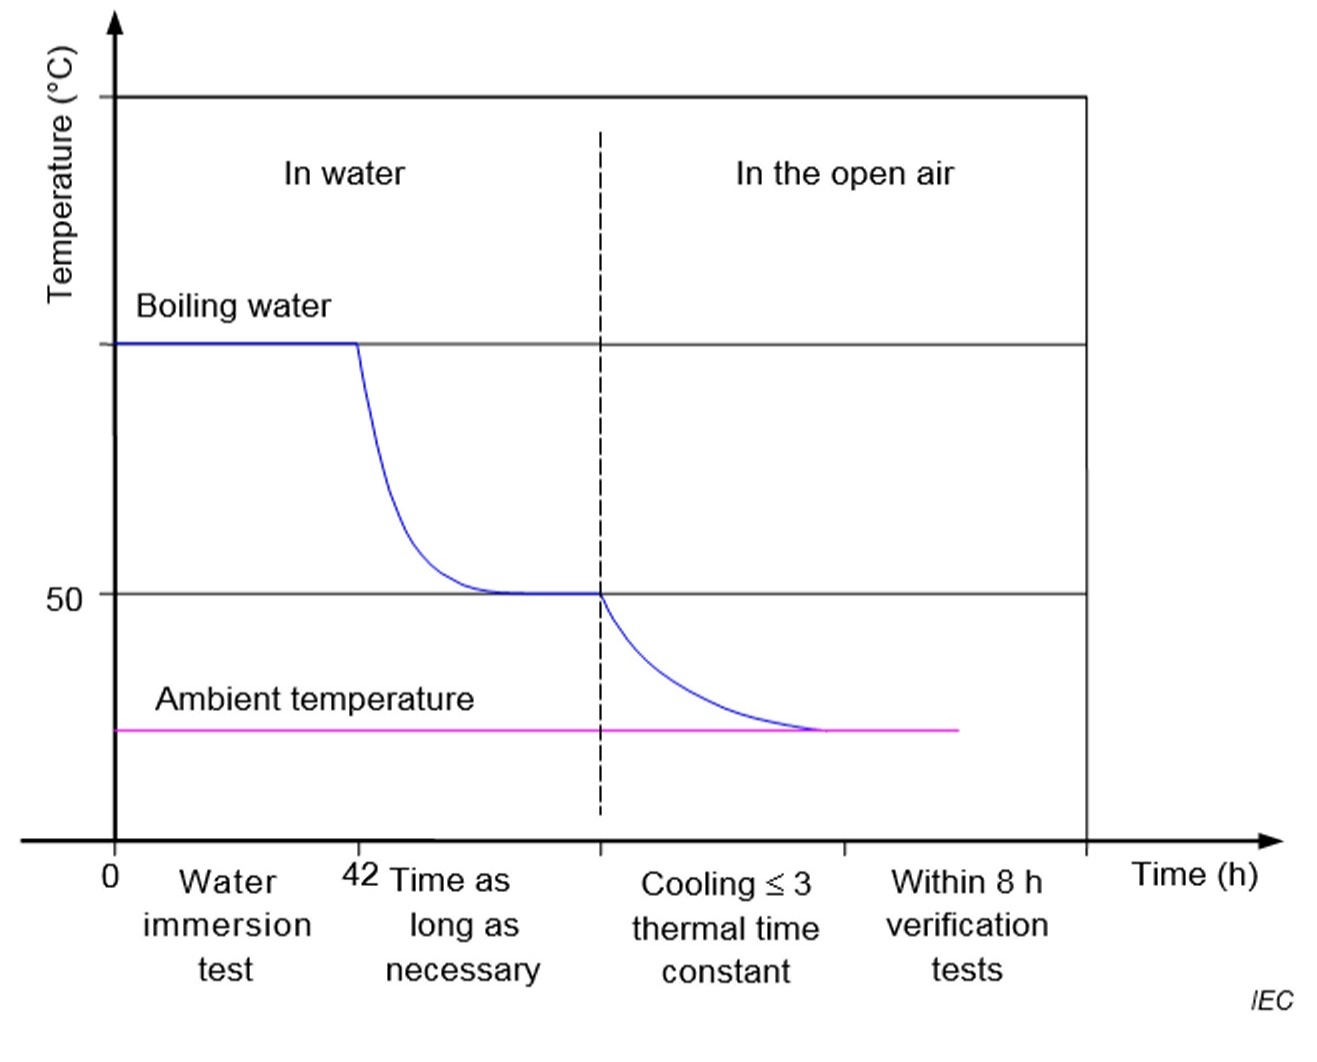 Temperature (°C)
In water
In the open air
Boiling water
50
Ambient temperature
0
42
Time (h)
Water
immersion
test
Time as
long as
necessary
Cooling ≤ 3
thermal time
constant
Within 8 h
verification
tests
IEC